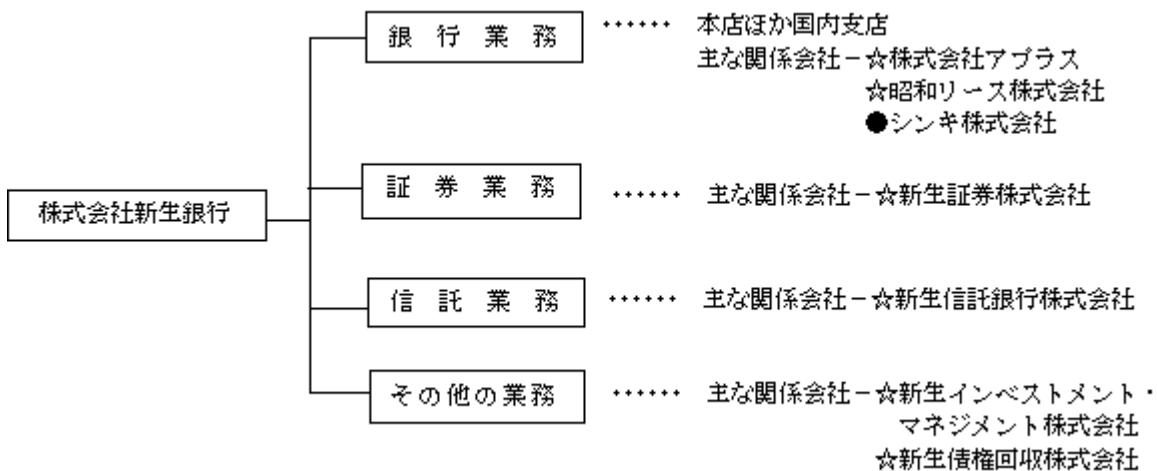 銀行業務 ‥‥‥ 本店ほか国内支店
主な関係会社－☆株式会社アプラス
☆昭和リース株式会社
●シンキ株式会社
証券業務 ‥‥‥ 主な関係会社－☆新生証券株式会社
株式会社新生銀行
信託業務 ‥‥‥ 主な関係会社－☆新生信託銀行株式会社
その他の業務 ‥‥‥ 主な関係会社－☆新生インベストメント・
マネジメント株式会社
☆新生債権回収株式会社